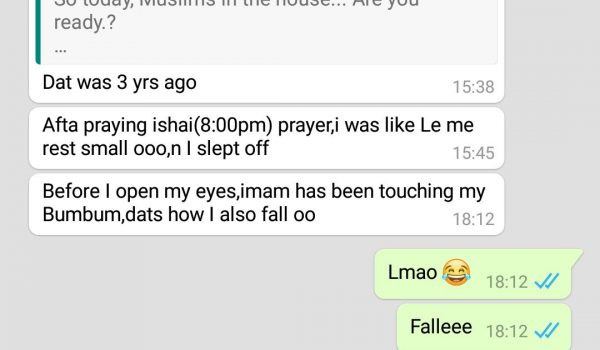 So today, Muslims in the house... Are you
ready.?
...
Dat was 3 yrs ago
15:38
Afta praying ishai(8:00pm) prayer,i was like Le me
rest small ooo,n I slept off
15:45
Before I open my eyes,imam has been touching my
Bumbum,dats how I also fall oo
18:12
Lmao 😂 18:12
Falleee 18:12